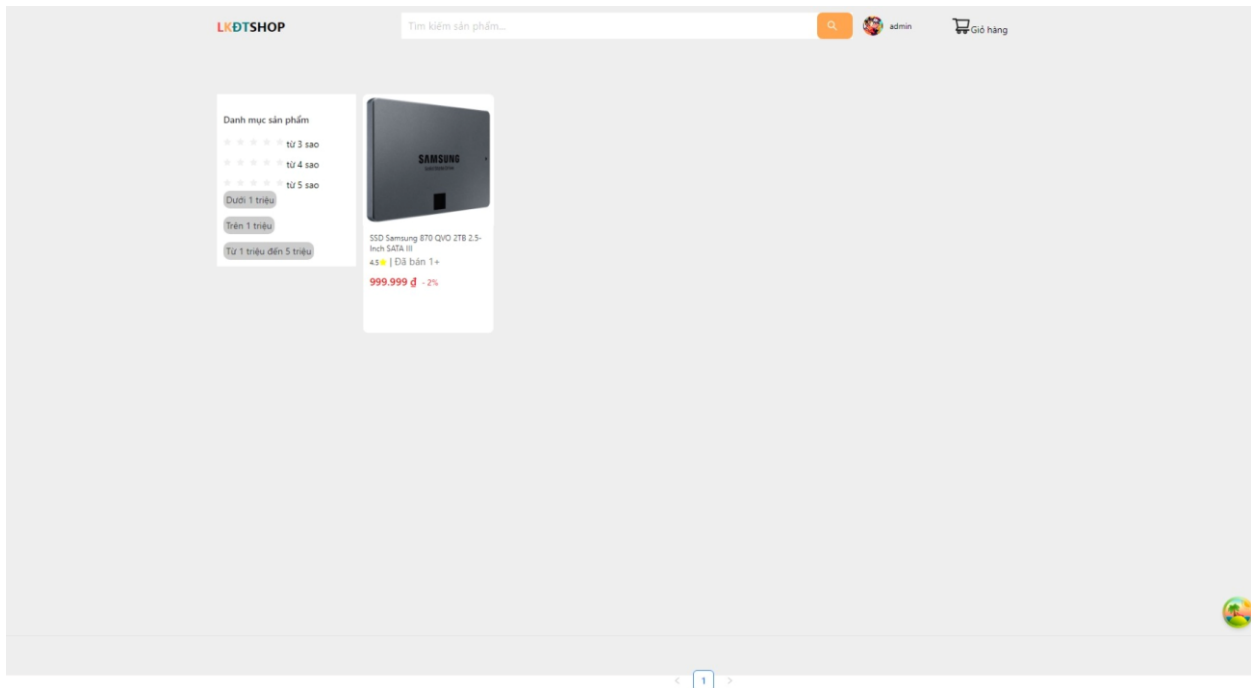 LKĐTSHOP
Tìm kiếm sản phẩm...
admin
Giỏ hàng
Danh mục sản phẩm
từ 3 sao
từ 4 sao
từ 5 sao
Dưới 1 triệu
Trên 1 triệu
Từ 1 triệu đến 5 triệu
SAMSUNG
SSD Samsung 870 QVO 2TB 2.5-
Inch SATA III
4.5 | Đã bán 1+
999.999 ₫ - 2%
< 1 >